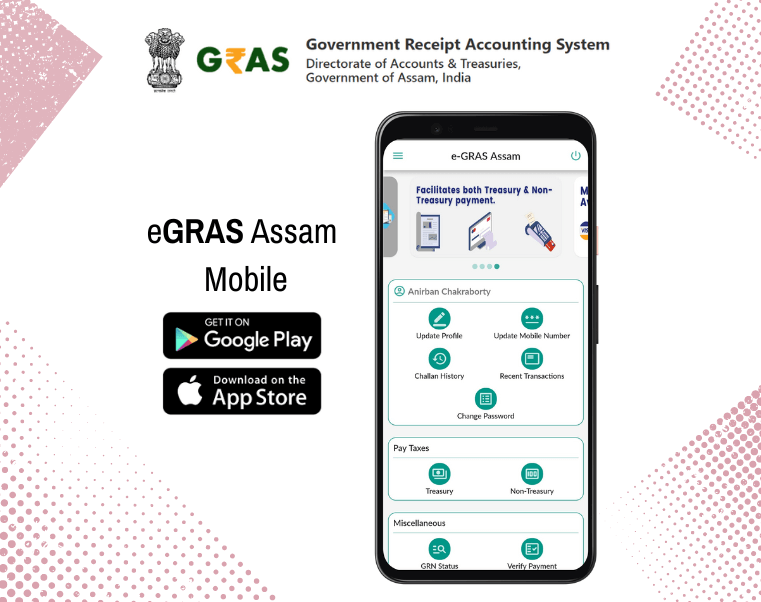 GRAS
Government Receipt Accounting System
Directorate of Accounts & Treasuries,
Government of Assam, India
eGRAS Assam
Mobile
GET IT ON
Google Play
Download on the
App Store
e-GRAS Assam
Facilitates both Treasury & Non-
Treasury payment.
Anirban Chakraborty
Update Profile
Update Mobile Number
Challan History
Recent Transactions
Change Password
Pay Taxes
Treasury
Non-Treasury
Miscellaneous
GRN Status
Verify Payment